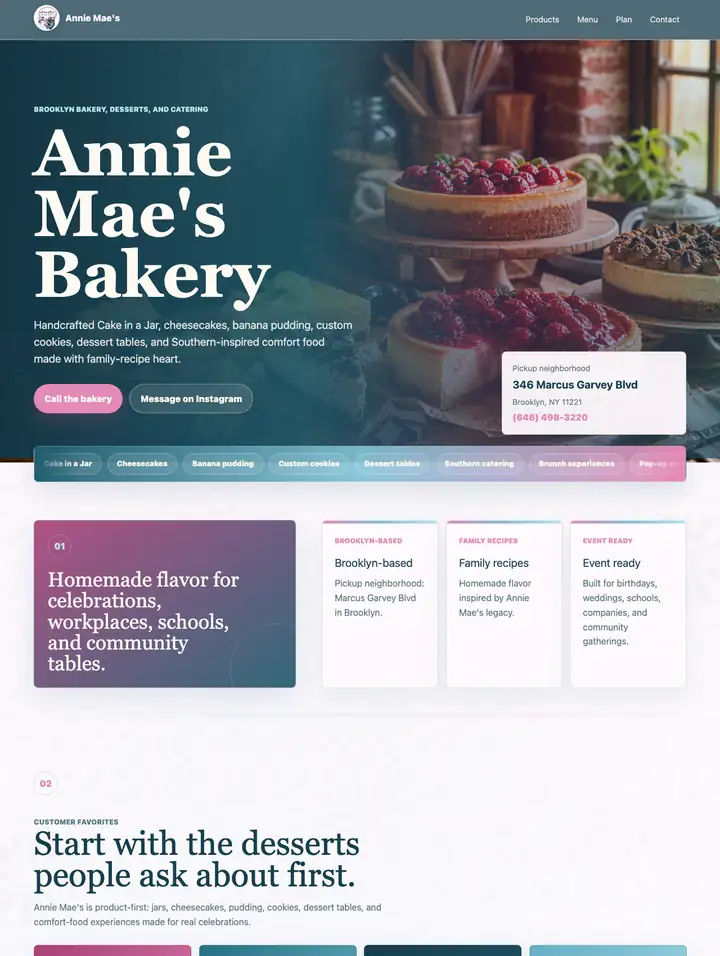 Annie Mae's
Products
Menu
Plan
Contact
BROOKLYN BAKERY, DESSERTS, AND CATERING
Annie
Mae's
Bakery
Handcrafted Cake in a Jar, cheesecakes, banana pudding, custom
cookies, dessert tables, and Southern-inspired comfort food
made with family-recipe heart.
Call the bakery
Message on Instagram
Pickup neighborhood
346 Marcus Garvey Blvd
Brooklyn, NY 11221
(646) 498-3220
Cake in a Jar
Cheesecakes
Banana pudding
Custom cookies
Dessert tables
Southern catering
Brunch experiences
Pop-up
01
Homemade flavor for
celebrations,
workplaces, schools,
and community
tables.
BROOKLYN-BASED
Brooklyn-based
Pickup neighborhood:
Marcus Garvey Blvd
in Brooklyn.
FAMILY RECIPES
Family recipes
Homemade flavor
inspired by Annie
Mae's legacy.
EVENT READY
Event ready
Built for birthdays,
weddings, schools,
companies, and
community
gatherings.
02
CUSTOMER FAVORITES
Start with the desserts
people ask about first.
Annie Mae's is product-first: jars, cheesecakes, pudding, cookies, dessert tables, and
comfort-food experiences made for real celebrations.